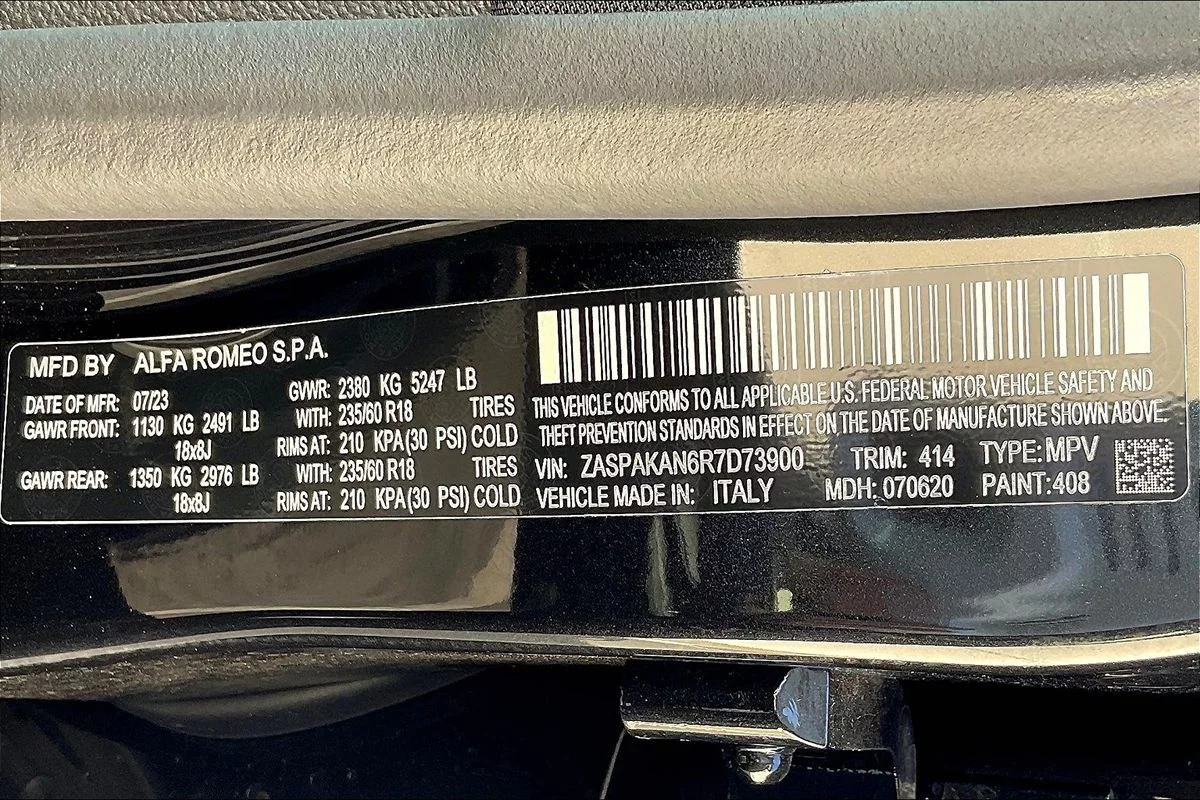 MFD BY ALFA ROMEO S.P.A.
DATE OF MFR: 07/23 GVWR: 2380 KG 5247 LB
GAWR FRONT: 1130 KG 2491 LB WITH: 235/60 R18 TIRES
18x8J RIMS AT: 210 KPA(30 PSI) COLD
GAWR REAR: 1350 KG 2976 LB WITH: 235/60 R18 TIRES
18x8J RIMS AT: 210 KPA(30 PSI) COLD
THIS VEHICLE CONFORMS TO ALL APPLICABLE U.S. FEDERAL MOTOR VEHICLE SAFETY AND
THEFT PREVENTION STANDARDS IN EFFECT ON THE DATE OF MANUFACTURE SHOWN ABOVE.
VIN: ZASPAKAN6R7D73900 TRIM: 414 TYPE: MPV
VEHICLE MADE IN: ITALY MDH: 070620 PAINT:408